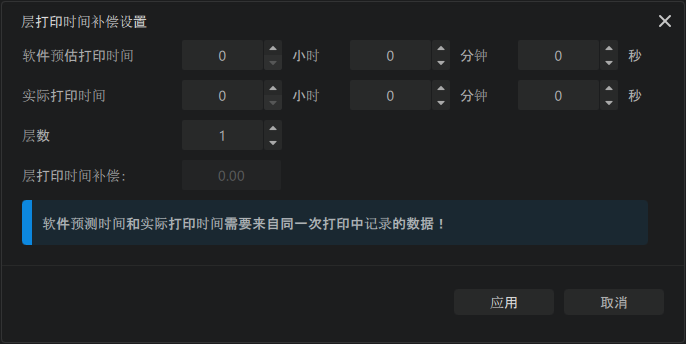 层打印时间补偿设置
软件预估打印时间 0 小时 0 分钟 0 秒
实际打印时间 0 小时 0 分钟 0 秒
层数 1
层打印时间补偿: 0.00
软件预测时间和实际打印时间需要来自同一次打印中记录的数据！
应用 取消